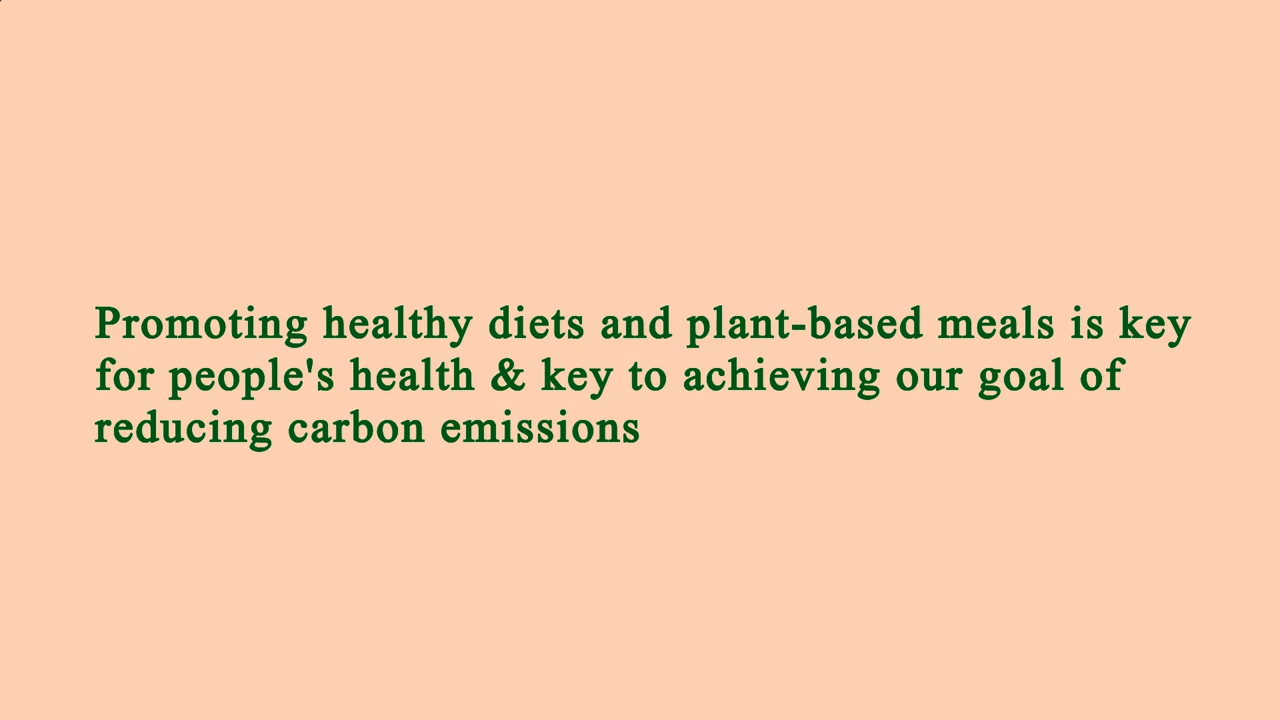 Promoting healthy diets and plant-based meals is key
for people's health & key to achieving our goal of
reducing carbon emissions